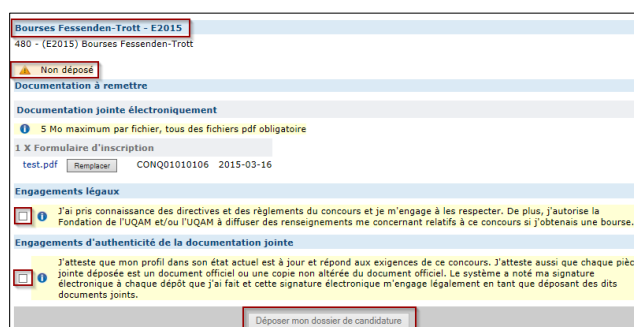 Bourses Fessenden-Trott - E2015
480 - (E2015) Bourses Fessenden-Trott
Non déposé
Documentation à remettre
Documentation jointe électroniquement
5 Mo maximum par fichier, tous des fichiers pdf obligatoire
1 X Formulaire d'inscription
test.pdf Remplacer CONQ01010106 2015-03-16
Engagements légaux
J'ai pris connaissance des directives et des règlements du concours et je m'engage à les respecter. De plus, j'autorise la
Fondation de l'UQAM et/ou l'UQAM à diffuser des renseignements me concernant relatifs à ce concours si j'obtenais une bourse.
Engagements d'authenticité de la documentation jointe
J'atteste que mon profil dans son état actuel est à jour et répond aux exigences de ce concours. J'atteste aussi que chaque pièc
jointe déposée est un document officiel ou une copie non altérée du document officiel. Le système a noté ma signature
électronique à chaque dépôt que j'ai fait et cette signature électronique m'engage légalement en tant que déposant des dits
documents joints.
Déposer mon dossier de candidature